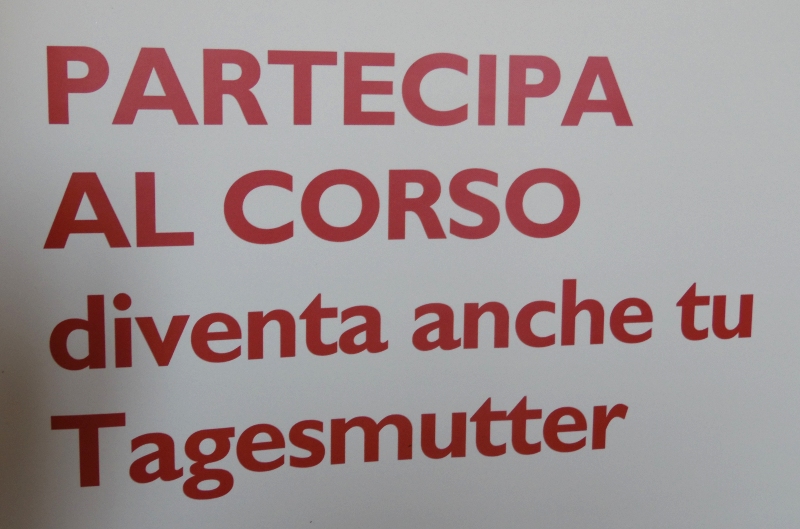 PARTECIPA
AL CORSO
diventa anche tu
Tagesmutter